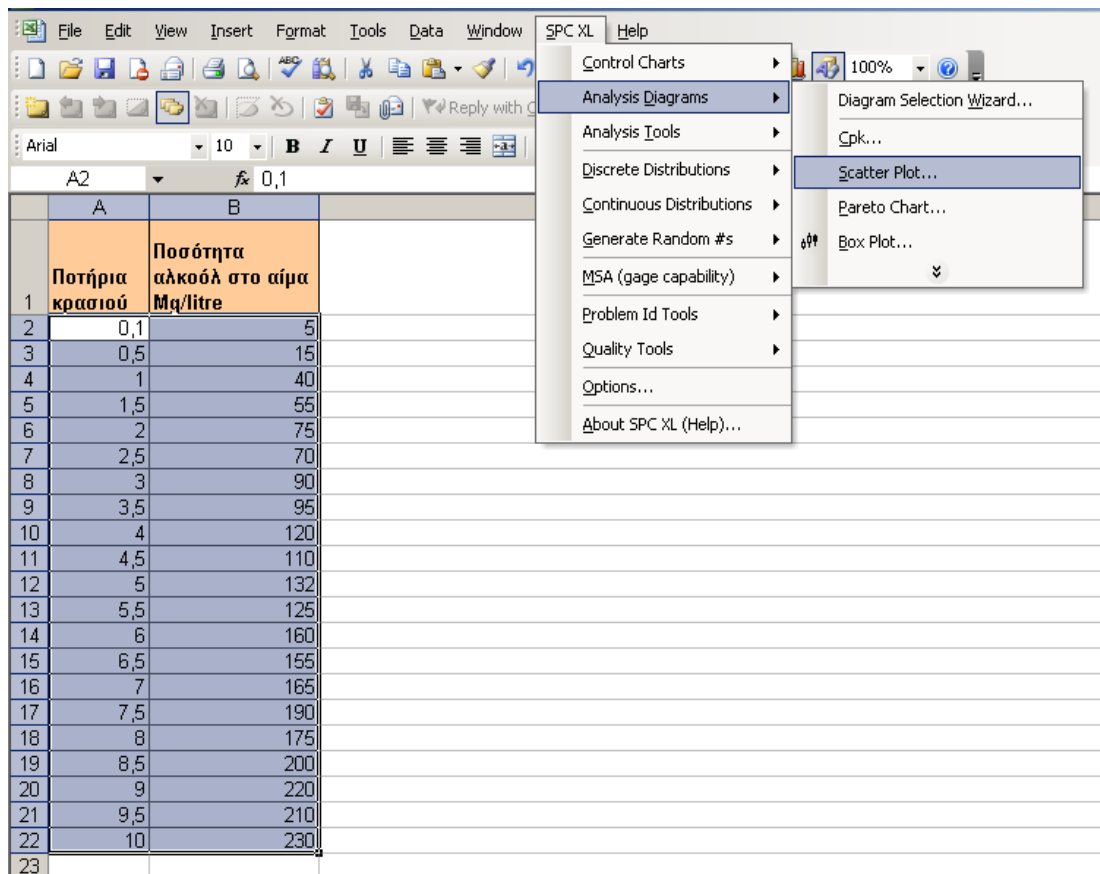 File Edit View Insert Format Tools Data Window SPC XL Help
100%
Reply with
Arial 10 B I U
A2 fx 0,1
Control Charts
Analysis Diagrams
Analysis Tools
Discrete Distributions
Continuous Distributions
Generate Random #s
MSA (gage capability)
Problem Id Tools
Quality Tools
Options...
About SPC XL (Help)...
Diagram Selection Wizard...
Cpk...
Scatter Plot...
Pareto Chart...
Box Plot...
A B
Ποσότητα
Ποτήρια αλκοόλ στο αίμα
1 κρασιού Mq/litre
2 0,1 5
3 0,5 15
4 1 40
5 1,5 55
6 2 75
7 2,5 70
8 3 90
9 3,5 95
10 4 120
11 4,5 110
12 5 132
13 5,5 125
14 6 160
15 6,5 155
16 7 165
17 7,5 190
18 8 175
19 8,5 200
20 9 220
21 9,5 210
22 10 230
23